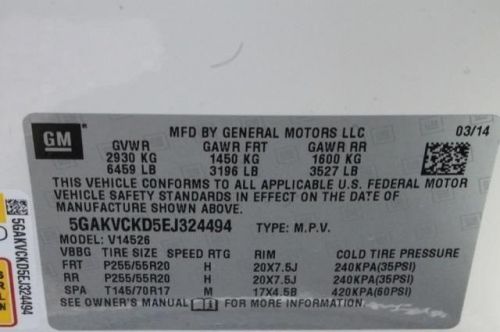 GM MFD BY GENERAL MOTORS LLC 03/14
GVWR GAWR FRT GAWR RR
2930 KG 1450 KG 1600 KG
6459 LB 3196 LB 3527 LB
THIS VEHICLE CONFORMS TO ALL APPLICABLE U.S. FEDERAL MOTOR
VEHICLE SAFETY STANDARDS IN EFFECT ON THE DATE OF
MANUFACTURE SHOWN ABOVE.
5GAKVCKD5EJ324494 TYPE: M.P.V.
MODEL: V14526
VBBG TIRE SIZE SPEED RTG RIM COLD TIRE PRESSURE
FRT P255/55R20 H 20X7.5J 240KPA(35PSI)
RR P255/55R20 H 20X7.5J 240KPA(35PSI)
SPA T145/70R17 M 17X4.5B 420KPA(60PSI)
SEE OWNER'S MANUAL FOR MORE INFORMATION.
5GAKVCKD5EJ324494